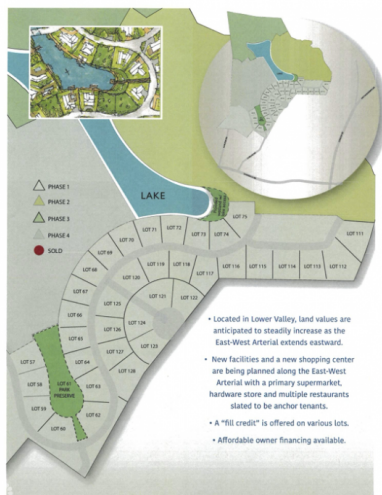 PHASE 1
PHASE 2
PHASE 3
PHASE 4
SOLD
LAKE
LOT 75
LOT 74
LOT 73
LOT 72
LOT 71
LOT 70
LOT 69
LOT 68
LOT 67
LOT 66
LOT 65
LOT 64
LOT 63
LOT 62
LOT 61
PARK
PRESERVE
LOT 60
LOT 59
LOT 58
LOT 57
LOT 111
LOT 112
LOT 113
LOT 114
LOT 115
LOT 116
LOT 117
LOT 118
LOT 119
LOT 120
LOT 121
LOT 122
LOT 123
LOT 124
LOT 125
LOT 126
LOT 127
LOT 128
• Located in Lower Valley, land values are
anticipated to steadily increase as the
East-West Arterial extends eastward.
• New facilities and a new shopping center
are being planned along the East-West
Arterial with a primary supermarket,
hardware store and multiple restaurants
slated to be anchor tenants.
• A "fill credit" is offered on various lots.
• Affordable owner financing available.